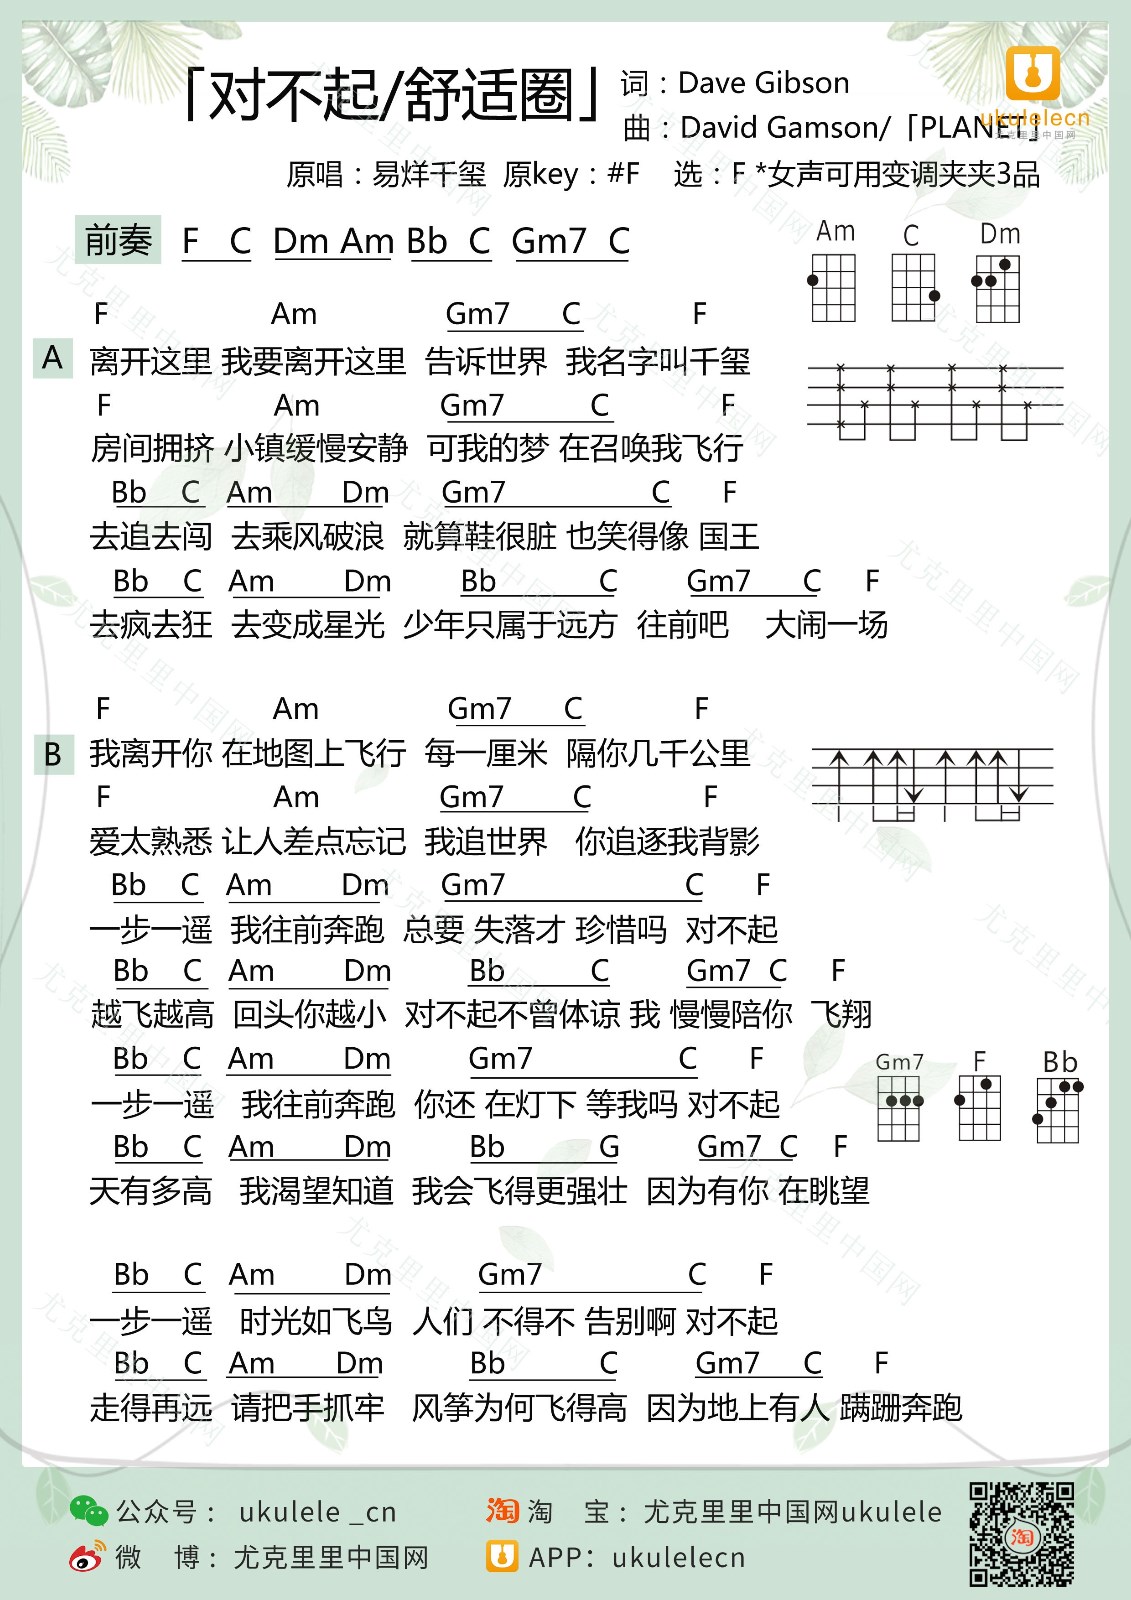 「对不起/舒适圈」
词：Dave Gibson
曲：David Gamson/「PLANET」
ukulelecn
尤克里里中国网
原唱：易烊千玺 原key：#F 选：F *女声可用变调夹夹3品
前奏 F C Dm Am Bb C Gm7 C
Am C Dm
F Am Gm7 C F
A 离开这里 我要离开这里 告诉世界 我名字叫千玺
F Am Gm7 C F
房间拥挤 小镇缓慢安静 可我的梦 在召唤我飞行
Bb C Am Dm Gm7 C F
去追去闯 去乘风破浪 就算鞋很脏 也笑得像 国王
Bb C Am Dm Bb C Gm7 C F
去疯去狂 去变成星光 少年只属于远方 往前吧 大闹一场
F Am Gm7 C F
B 我离开你 在地图上飞行 每一厘米 隔你几千公里
F Am Gm7 C F
爱太熟悉 让人差点忘记 我追世界 你追逐我背影
Bb C Am Dm Gm7 C F
一步一遥 我往前奔跑 总要 失落才 珍惜吗 对不起
Bb C Am Dm Bb C Gm7 C F
越飞越高 回头你越小 对不起不曾体谅 我 慢慢陪你 飞翔
Bb C Am Dm Gm7 C F
一步一遥 我往前奔跑 你还 在灯下 等我吗 对不起
Gm7 F Bb
Bb C Am Dm Bb G Gm7 C F
天有多高 我渴望知道 我会飞得更强壮 因为有你 在眺望
Bb C Am Dm Gm7 C F
一步一遥 时光如飞鸟 人们 不得不 告别啊 对不起
Bb C Am Dm Bb C Gm7 C F
走得再远 请把手抓牢 风筝为何飞得高 因为地上有人 蹒跚奔跑
公众号： ukulele _cn
淘 淘 宝：尤克里里中国网ukulele
微 博：尤克里里中国网
APP：ukulelecn
淘